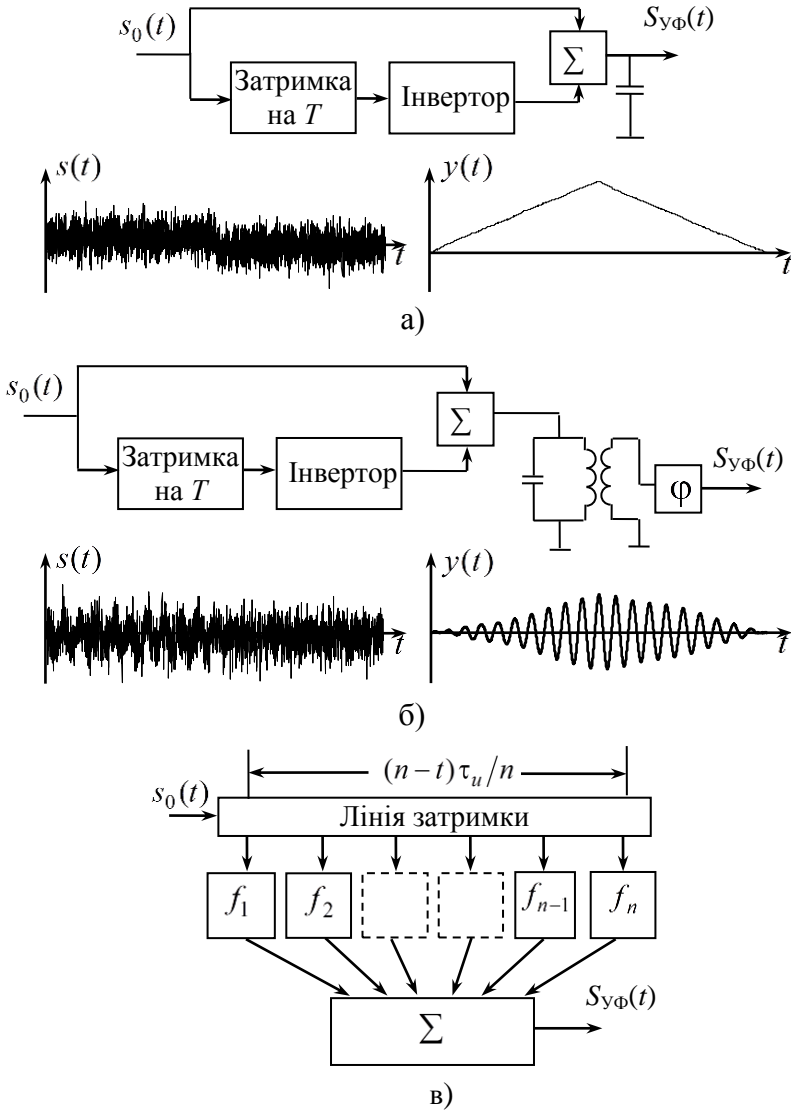 s₀(t)
Sуф(t)
Затримка
на T
Інвертор
Σ
s(t)
t
y(t)
t
а)
s₀(t)
Σ
Затримка
на T
Інвертор
φ
Sуф(t)
s(t)
t
y(t)
t
б)
(n − t) τᵤ/n
s₀(t)
Лінія затримки
f₁
f₂
fₙ₋₁
fₙ
Σ
Sуф(t)
в)